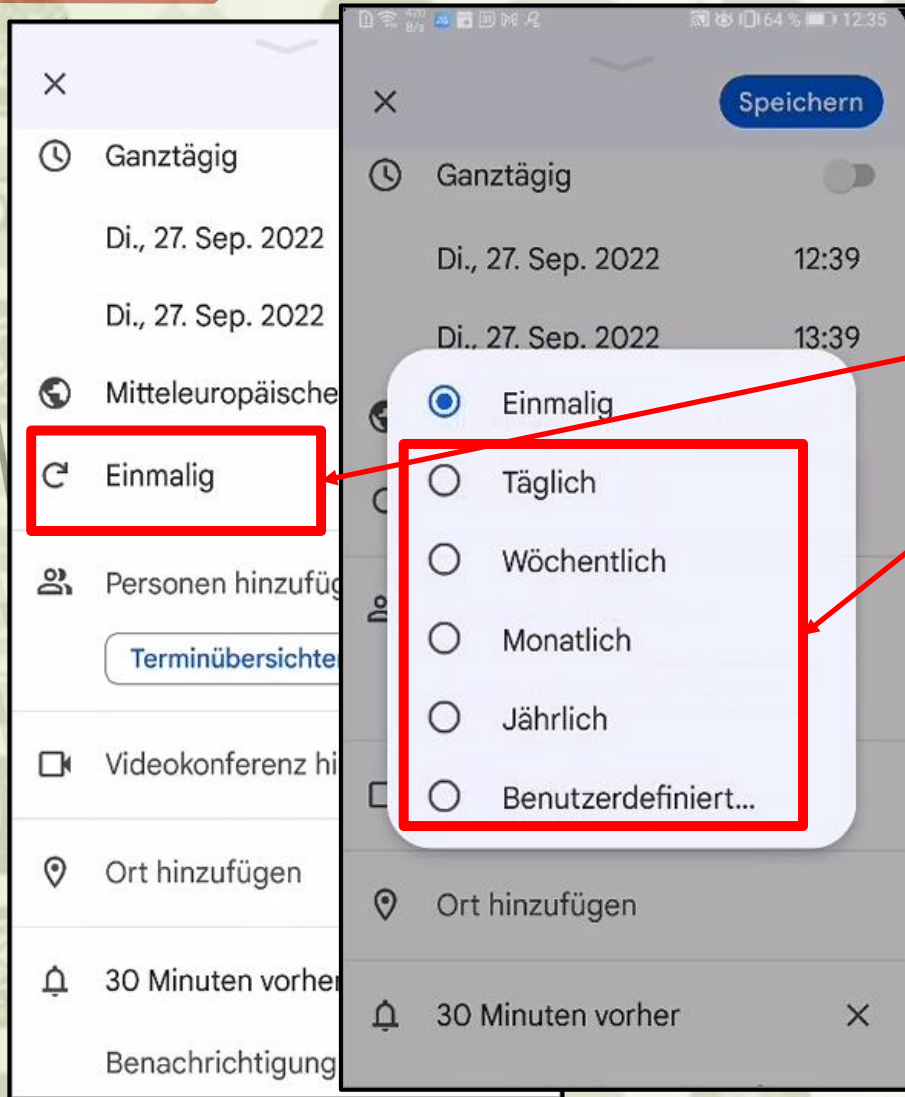 Ganztägig
Di., 27. Sep. 2022
Di., 27. Sep. 2022
Mitteleuropäische
Einmalig
Personen hinzufüg
Terminübersichte
Videokonferenz hi
Ort hinzufügen
30 Minuten vorher
Benachrichtigung
64 % 12:35
Speichern
Ganztägig
Di., 27. Sep. 2022 12:39
Di., 27. Sep. 2022 13:39
Einmalig
Täglich
Wöchentlich
Monatlich
Jährlich
Benutzerdefiniert...
Ort hinzufügen
30 Minuten vorher